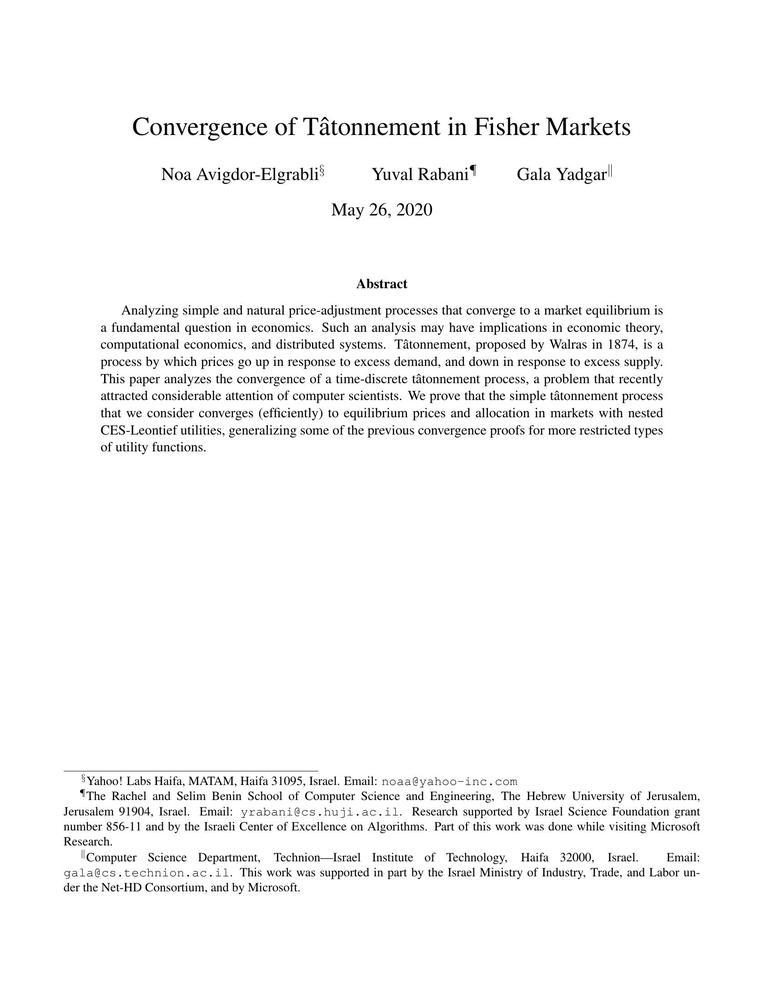 Convergence of Tâtonnement in Fisher Markets
Noa Avigdor-Elgrabli§ Yuval Rabani¶ Gala Yadgar‖
May 26, 2020
Abstract
Analyzing simple and natural price-adjustment processes that converge to a market equilibrium is
a fundamental question in economics. Such an analysis may have implications in economic theory,
computational economics, and distributed systems. Tâtonnement, proposed by Walras in 1874, is a
process by which prices go up in response to excess demand, and down in response to excess supply.
This paper analyzes the convergence of a time-discrete tâtonnement process, a problem that recently
attracted considerable attention of computer scientists. We prove that the simple tâtonnement process
that we consider converges (efficiently) to equilibrium prices and allocation in markets with nested
CES-Leontief utilities, generalizing some of the previous convergence proofs for more restricted types
of utility functions.
§Yahoo! Labs Haifa, MATAM, Haifa 31095, Israel. Email: noaa@yahoo-inc.com
¶The Rachel and Selim Benin School of Computer Science and Engineering, The Hebrew University of Jerusalem,
Jerusalem 91904, Israel. Email: yrabani@cs.huji.ac.il. Research supported by Israel Science Foundation grant
number 856-11 and by the Israeli Center of Excellence on Algorithms. Part of this work was done while visiting Microsoft
Research.
‖Computer Science Department, Technion—Israel Institute of Technology, Haifa 32000, Israel. Email:
gala@cs.technion.ac.il. This work was supported in part by the Israel Ministry of Industry, Trade, and Labor un-
der the Net-HD Consortium, and by Microsoft.